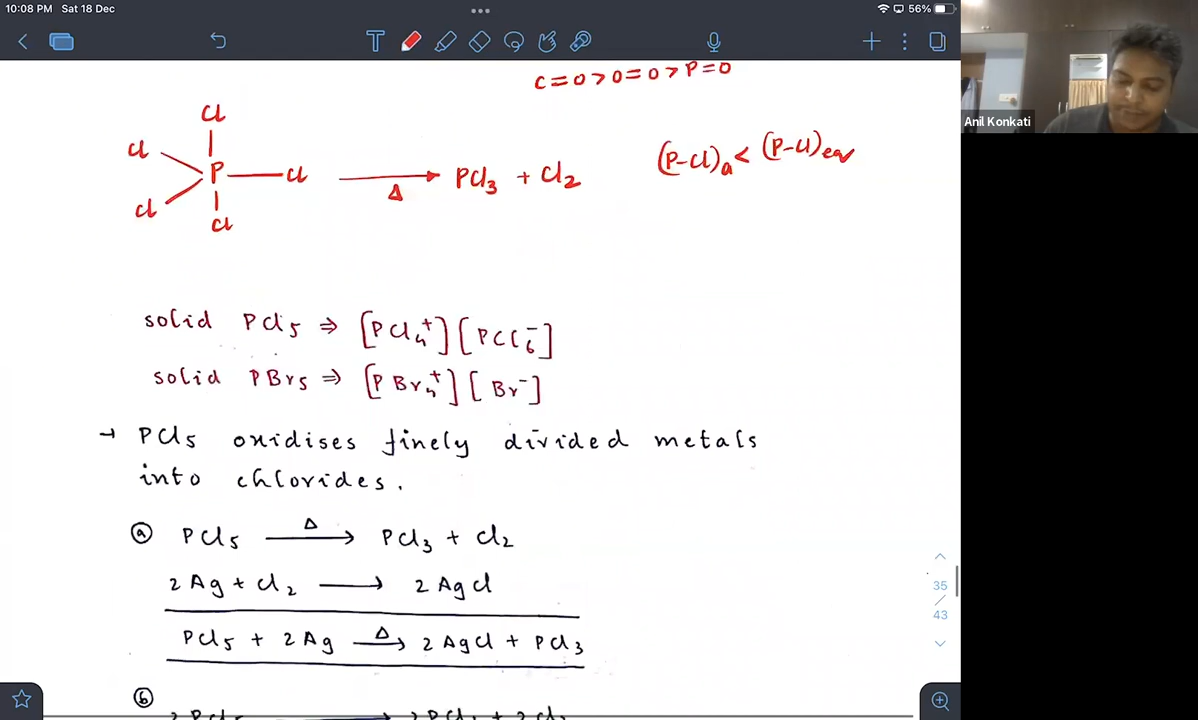 10:08 PM Sat 18 Dec
56%
T
Anil Konkati
C=O>O=O>P=O
Cl
Cl
P Cl
Cl
Cl
Δ
PCl3 + Cl2
(P-Cl)a < (P-Cl)eq
solid PCl5 ⇒ [PCl4+][PCl6-]
solid PBr5 ⇒ [PBr4+][Br-]
→ PCl5 oxidises finely divided metals
into chlorides.
ⓐ PCl5 Δ→ PCl3 + Cl2
2Ag + Cl2 → 2AgCl
PCl5 + 2Ag Δ→ 2AgCl + PCl3
ⓑ
35
/
43